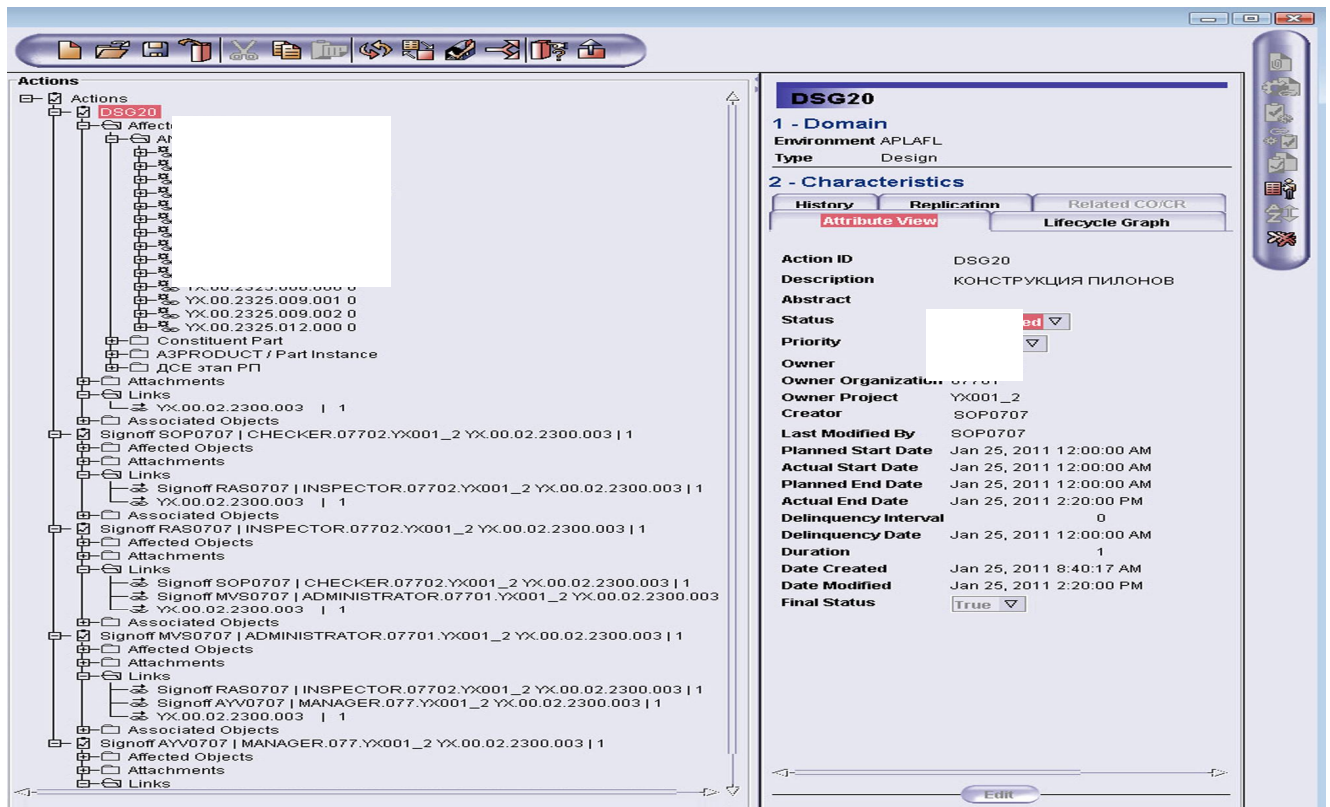 Actions
Actions
DSG20
YX.00.2325.009.001 0
YX.00.2325.009.002 0
YX.00.2325.012.000 0
Constituent Part
A3PRODUCT / Part Instance
ДСЕ этап РП
Attachments
Links
YX.00.02.2300.003 | 1
Associated Objects
Signoff SOP0707 | CHECKER.07702.YX001_2 YX.00.02.2300.003 | 1
Affected Objects
Attachments
Links
Signoff RAS0707 | INSPECTOR.07702.YX001_2 YX.00.02.2300.003 | 1
YX.00.02.2300.003 | 1
Associated Objects
Signoff RAS0707 | INSPECTOR.07702.YX001_2 YX.00.02.2300.003 | 1
Affected Objects
Attachments
Links
Signoff SOP0707 | CHECKER.07702.YX001_2 YX.00.02.2300.003 | 1
Signoff MVS0707 | ADMINISTRATOR.07701.YX001_2 YX.00.02.2300.003
YX.00.02.2300.003 | 1
Associated Objects
Signoff MVS0707 | ADMINISTRATOR.07701.YX001_2 YX.00.02.2300.003 | 1
Affected Objects
Attachments
Links
Signoff RAS0707 | INSPECTOR.07702.YX001_2 YX.00.02.2300.003 | 1
Signoff AYV0707 | MANAGER.077.YX001_2 YX.00.02.2300.003 | 1
YX.00.02.2300.003 | 1
Associated Objects
Signoff AYV0707 | MANAGER.077.YX001_2 YX.00.02.2300.003 | 1
Affected Objects
Attachments
Links
DSG20
1 - Domain
Environment APLAFL
Type Design
2 - Characteristics
History Replication Related CO/CR
Attribute View Lifecycle Graph
Action ID DSG20
Description КОНСТРУКЦИЯ ПИЛОНОВ
Abstract
Status
Priority
Owner
Owner Organization 07701
Owner Project YX001_2
Creator SOP0707
Last Modified By SOP0707
Planned Start Date Jan 25, 2011 12:00:00 AM
Actual Start Date Jan 25, 2011 12:00:00 AM
Planned End Date Jan 25, 2011 12:00:00 AM
Actual End Date Jan 25, 2011 2:20:00 PM
Delinquency Interval 0
Delinquency Date Jan 25, 2011 12:00:00 AM
Duration 1
Date Created Jan 25, 2011 8:40:17 AM
Date Modified Jan 25, 2011 2:20:00 PM
Final Status True
Edit